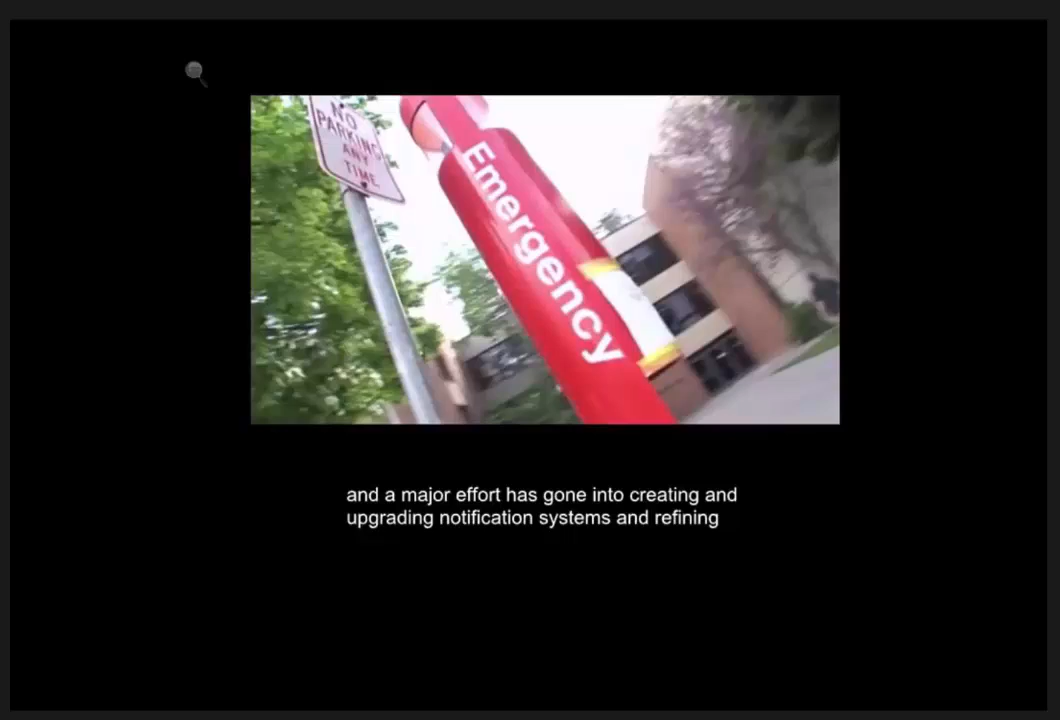 NO
PARKING
ANY
TIME
Emergency
and a major effort has gone into creating and
upgrading notification systems and refining